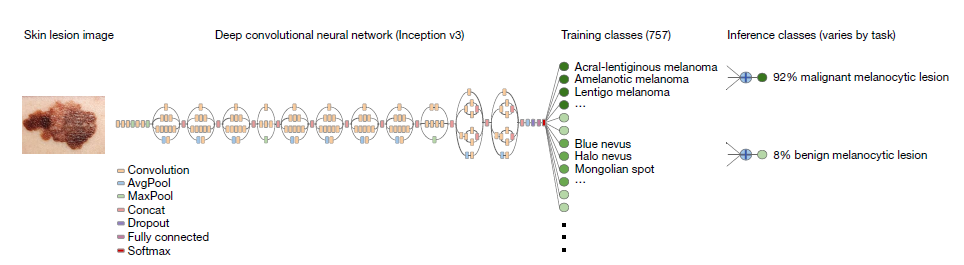 Skin lesion image
Deep convolutional neural network (Inception v3)
Training classes (757)
Inference classes (varies by task)
Acral-lentiginous melanoma
Amelanotic melanoma
Lentigo melanoma
...
Blue nevus
Halo nevus
Mongolian spot
...
92% malignant melanocytic lesion
8% benign melanocytic lesion
Convolution
AvgPool
MaxPool
Concat
Dropout
Fully connected
Softmax